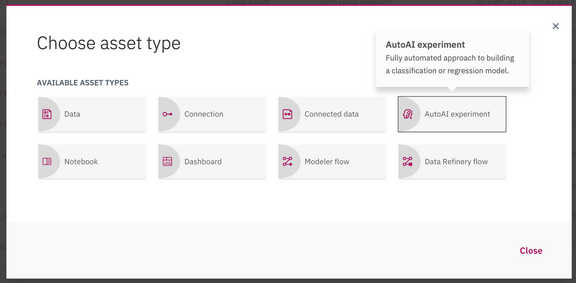 Choose asset type
AutoAI experiment
Fully automated approach to building
a classification or regression model.
AVAILABLE ASSET TYPES
Data
Connection
Connected data
AutoAI experiment
Notebook
Dashboard
Modeler flow
Data Refinery flow
Close